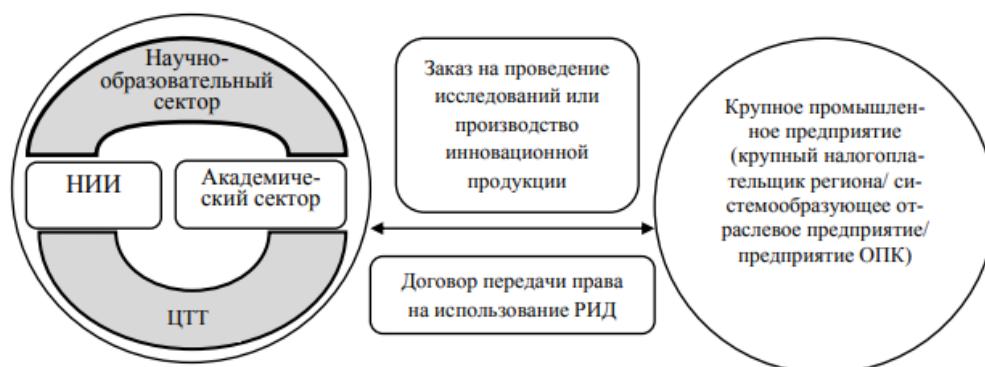 Научно-
образовательный
сектор
НИИ
Академиче-
ский сектор
ЦТТ
Заказ на проведение
исследований или
производство
инновационной
продукции
Договор передачи права
на использование РИД
Крупное промышлен-
ное предприятие
(крупный налогопла-
тельщик региона/ си-
стемообразующее от-
раслевое предприятие/
предприятие ОПК)